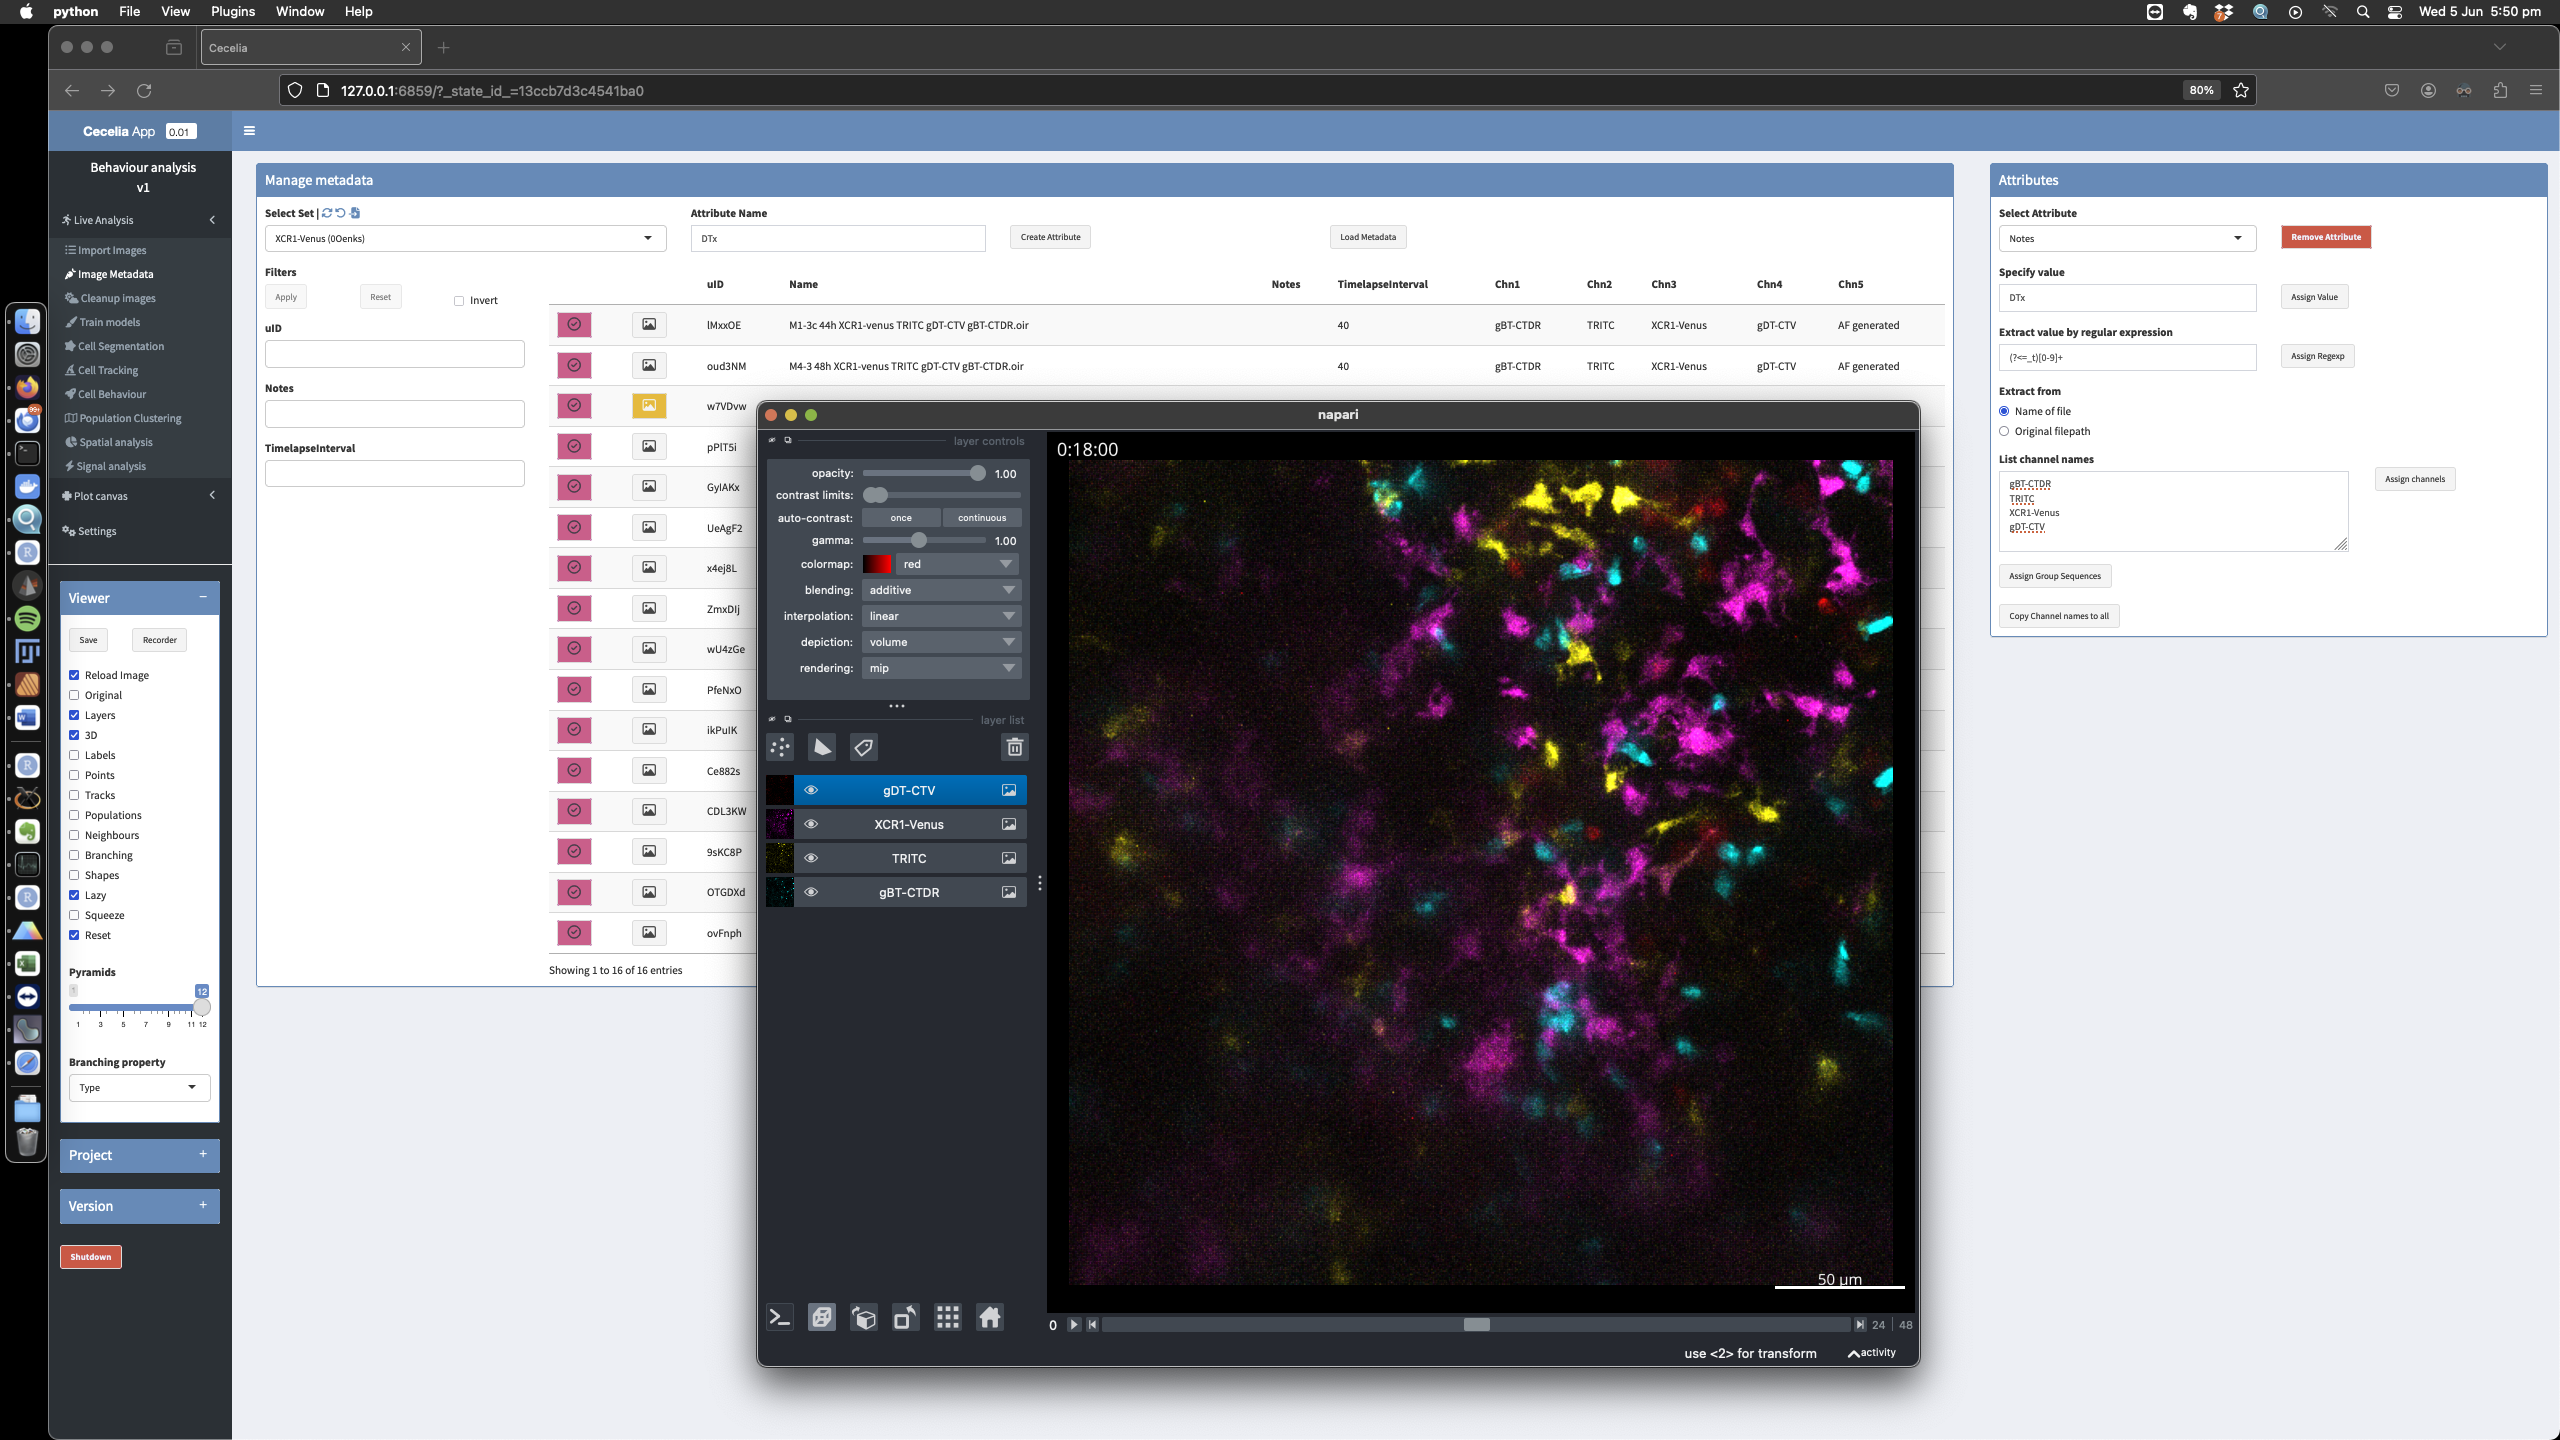 python File View Plugins Window Help
Wed 5 Jun 5:50 pm
Cecelia
127.0.0.1:6859/?_state_id_=13ccb7d3c4541ba0
80%
Cecelia App 0.01
Behaviour analysis
v1
Live Analysis
Import Images
Image Metadata
Cleanup images
Train models
Cell Segmentation
Cell Tracking
Cell Behaviour
Population Clustering
Spatial analysis
Signal analysis
Plot canvas
Settings
Viewer
Save Recorder
Reload Image
Original
Layers
3D
Labels
Points
Tracks
Populations
Neighbours
Branching
Shapes
Lazy
Squeeze
Reset
Pyramids
1 12
1 3 5 7 9 11 12
Branching property
Type
Project
Version
Shutdown
Manage metadata
Select Set |
XCR1-Venus (0Oenks)
Attribute Name
DTx
Create Attribute
Load Metadata
Filters
Apply Reset Invert
uID
Notes
TimelapseInterval
uID Name Notes TimelapseInterval Chn1 Chn2 Chn3 Chn4 Chn5
lMxxOE M1-3c 44h XCR1-venus TRITC gDT-CTV gBT-CTDR.oir 40 gBT-CTDR TRITC XCR1-Venus gDT-CTV AF generated
oud3NM M4-3 48h XCR1-venus TRITC gDT-CTV gBT-CTDR.oir 40 gBT-CTDR TRITC XCR1-Venus gDT-CTV AF generated
w7VDvw
pPlT5i
GyIAKx
UeAgF2
x4ej8L
ZmxDIj
wU4zGe
PfeNxO
ikPuIK
Ce882s
CDL3KW
9sKC8P
OTGDXd
ovFnph
Showing 1 to 16 of 16 entries
napari
layer controls
opacity: 1.00
contrast limits:
auto-contrast: once continuous
gamma: 1.00
colormap: red
blending: additive
interpolation: linear
depiction: volume
rendering: mip
layer list
gDT-CTV
XCR1-Venus
TRITC
gBT-CTDR
0:18:00
50 µm
0 24 48
use <2> for transform
activity
Attributes
Select Attribute
Notes
Remove Attribute
Specify value
DTx
Assign Value
Extract value by regular expression
(?<=_t)[0-9]+
Assign Regexp
Extract from
Name of file
Original filepath
List channel names
gBT-CTDR
TRITC
XCR1-Venus
gDT-CTV
Assign channels
Assign Group Sequences
Copy Channel names to all